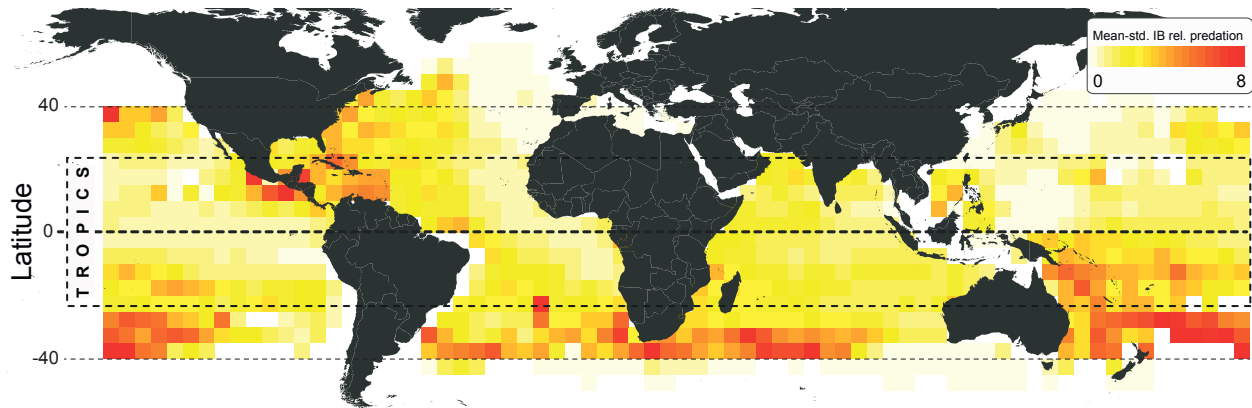 Mean-std. IB rel. predation
0 8
40
TROPICS
Latitude
0
-40